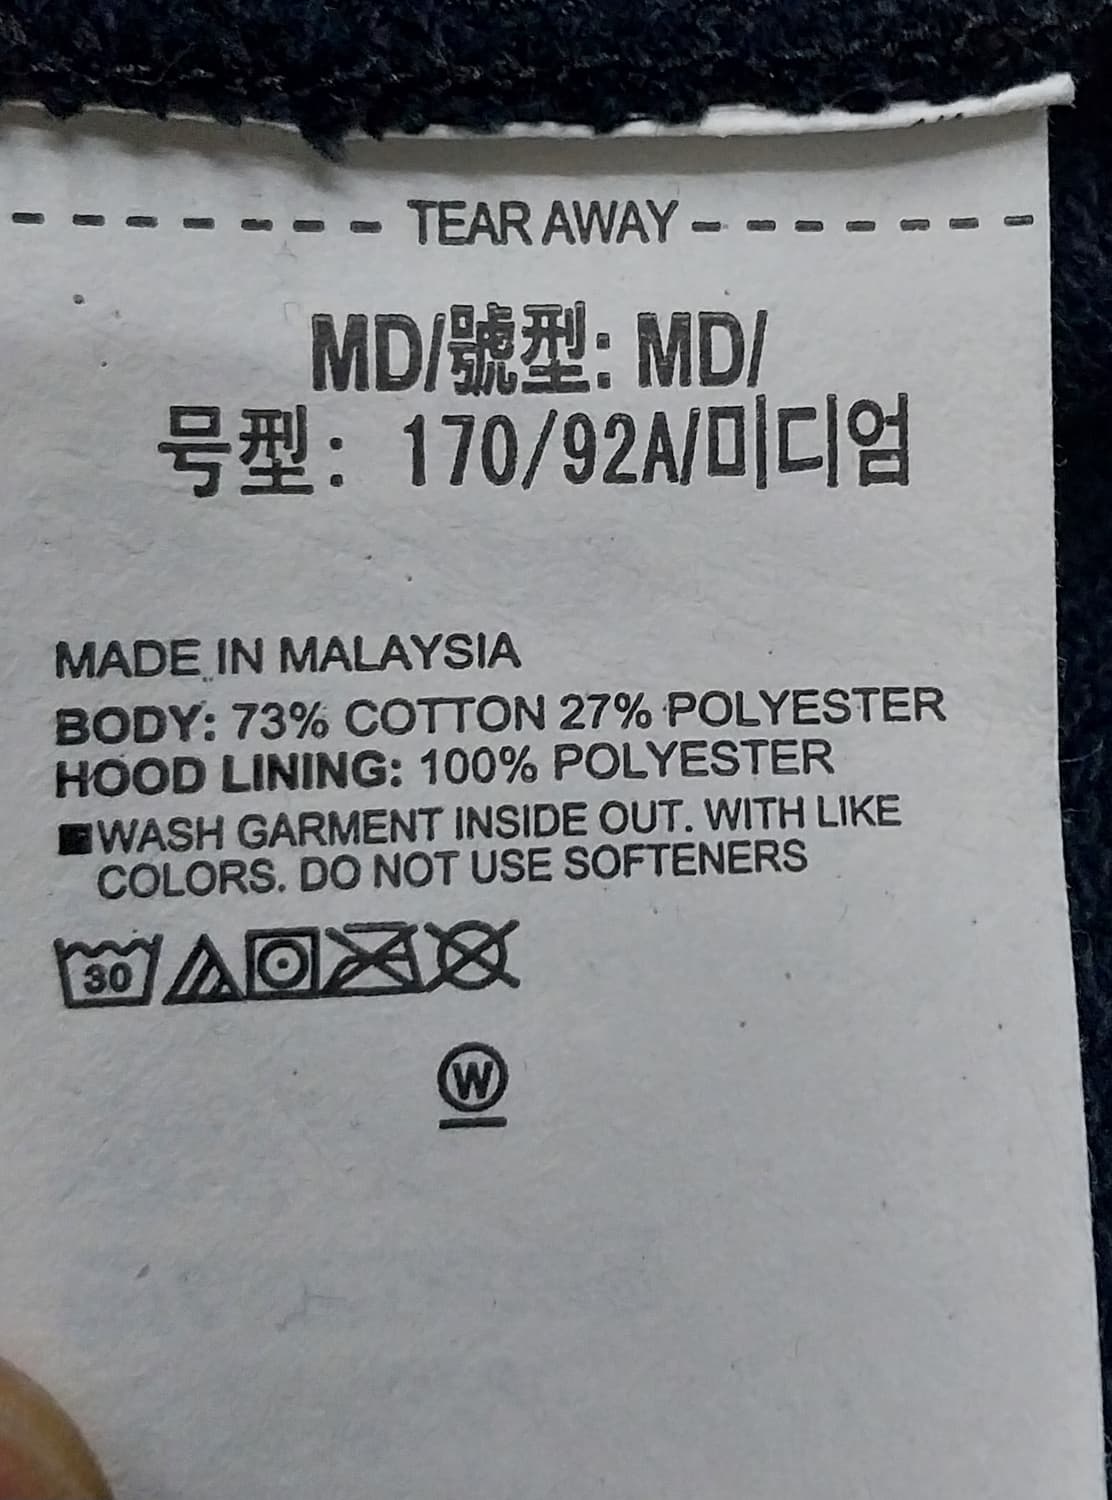 TEAR AWAY
MD/號型: MD/
号型: 170/92A/미디엄
MADE IN MALAYSIA
BODY: 73% COTTON 27% POLYESTER
HOOD LINING: 100% POLYESTER
■WASH GARMENT INSIDE OUT. WITH LIKE
COLORS. DO NOT USE SOFTENERS
30
W